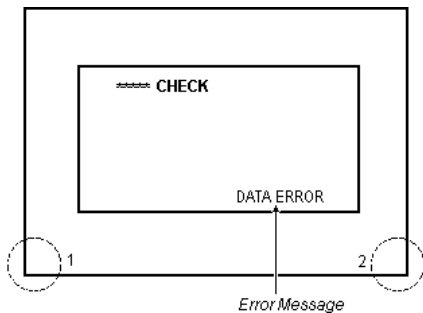 ***** CHECK
DATA ERROR
1
2
Error Message